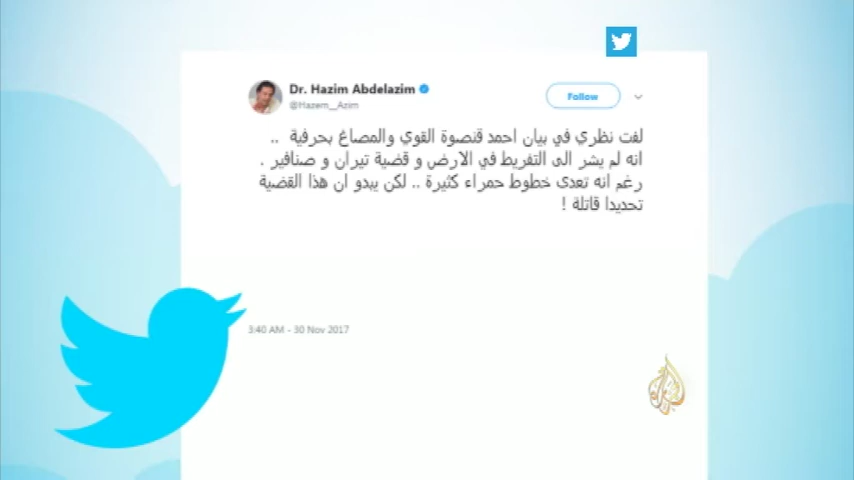 Dr. Hazim Abdelazim
@Hazem__Azim
Follow
لفت نظري في بيان احمد قنصوة القوي والمصاغ بحرفية ..
انه لم يشر الى التفريط في الارض و قضية تيران و صنافير .
رغم انه تعدى خطوط حمراء كثيرة .. لكن يبدو ان هذا القضية
تحديدا قاتلة !
3:40 AM - 30 Nov 2017
الجزيرة